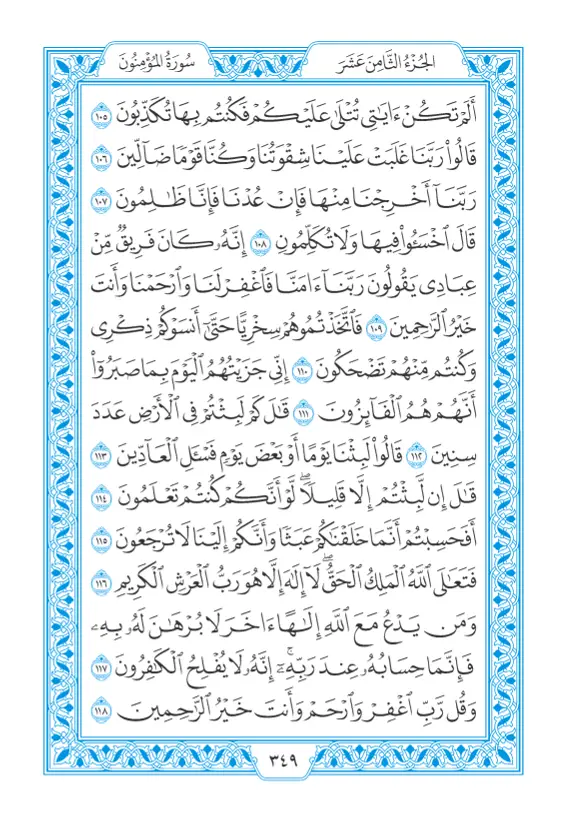 الجُزْءُ الثَّامِنَ عَشَرَ
سُورَةُ المُؤْمِنُونَ
أَلَمْ تَكُنْ ءَايَٰتِي تُتْلَىٰ عَلَيْكُمْ فَكُنتُم بِهَا تُكَذِّبُونَ ١٠٥
قَالُوا۟ رَبَّنَا غَلَبَتْ عَلَيْنَا شِقْوَتُنَا وَكُنَّا قَوْمًا ضَآلِّينَ ١٠٦
رَبَّنَآ أَخْرِجْنَا مِنْهَا فَإِنْ عُدْنَا فَإِنَّا ظَٰلِمُونَ ١٠٧
قَالَ ٱخْسَـُٔوا۟ فِيهَا وَلَا تُكَلِّمُونِ ١٠٨ إِنَّهُۥ كَانَ فَرِيقٌ مِّنْ
عِبَادِي يَقُولُونَ رَبَّنَآ ءَامَنَّا فَٱغْفِرْ لَنَا وَٱرْحَمْنَا وَأَنتَ
خَيْرُ ٱلرَّٰحِمِينَ ١٠٩ فَٱتَّخَذْتُمُوهُمْ سِخْرِيًّا حَتَّىٰٓ أَنسَوْكُمْ ذِكْرِي
وَكُنتُم مِّنْهُمْ تَضْحَكُونَ ١١٠ إِنِّي جَزَيْتُهُمُ ٱلْيَوْمَ بِمَا صَبَرُوٓا۟
أَنَّهُمْ هُمُ ٱلْفَآئِزُونَ ١١١ قَٰلَ كَمْ لَبِثْتُمْ فِي ٱلْأَرْضِ عَدَدَ
سِنِينَ ١١٢ قَالُوا۟ لَبِثْنَا يَوْمًا أَوْ بَعْضَ يَوْمٍ فَسْـَٔلِ ٱلْعَآدِّينَ ١١٣
قَٰلَ إِن لَّبِثْتُمْ إِلَّا قَلِيلًا ۖ لَّوْ أَنَّكُمْ كُنتُمْ تَعْلَمُونَ ١١٤
أَفَحَسِبْتُمْ أَنَّمَا خَلَقْنَٰكُمْ عَبَثًا وَأَنَّكُمْ إِلَيْنَا لَا تُرْجَعُونَ ١١٥
فَتَعَٰلَى ٱللَّهُ ٱلْمَلِكُ ٱلْحَقُّ ۖ لَآ إِلَٰهَ إِلَّا هُوَ رَبُّ ٱلْعَرْشِ ٱلْكَرِيمِ ١١٦
وَمَن يَدْعُ مَعَ ٱللَّهِ إِلَٰهًا ءَاخَرَ لَا بُرْهَٰنَ لَهُۥ بِهِۦ
فَإِنَّمَا حِسَابُهُۥ عِندَ رَبِّهِۦٓ ۚ إِنَّهُۥ لَا يُفْلِحُ ٱلْكَٰفِرُونَ ١١٧
وَقُل رَّبِّ ٱغْفِرْ وَٱرْحَمْ وَأَنتَ خَيْرُ ٱلرَّٰحِمِينَ ١١٨
٣٤٩